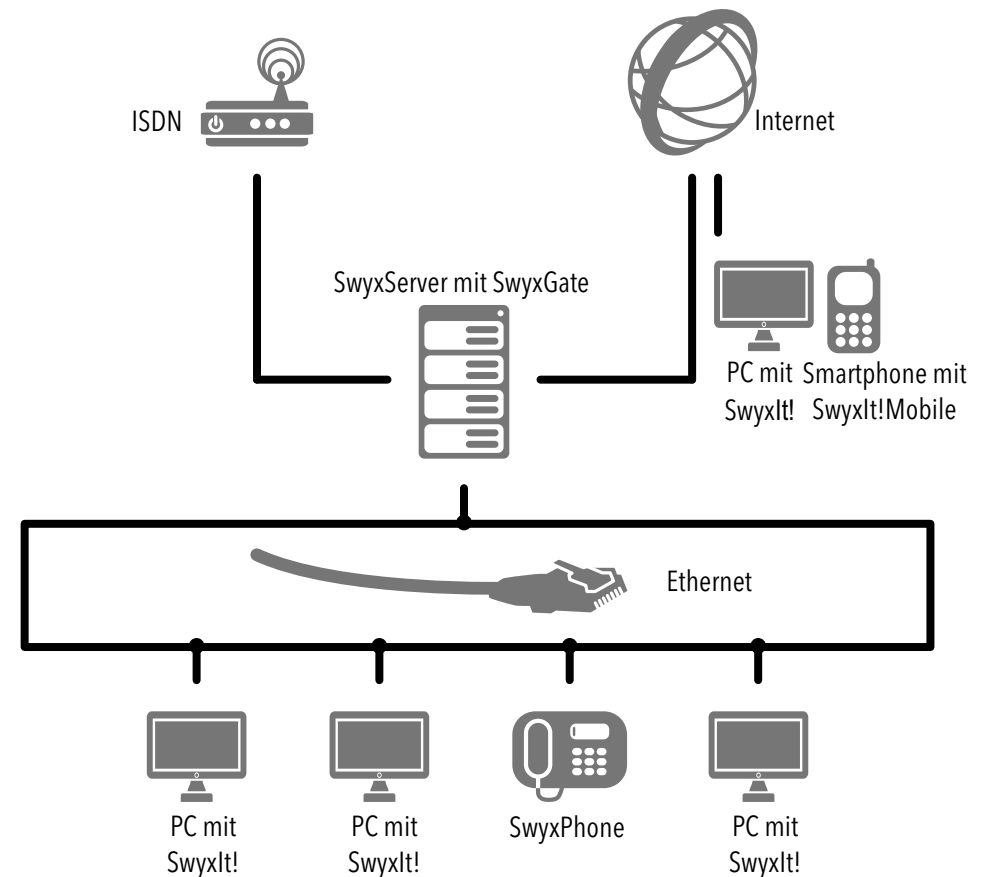 ISDN
Internet
SwyxServer mit SwyxGate
PC mit
SwyxIt!
Smartphone mit
SwyxIt!Mobile
Ethernet
PC mit
SwyxIt!
PC mit
SwyxIt!
SwyxPhone
PC mit
SwyxIt!